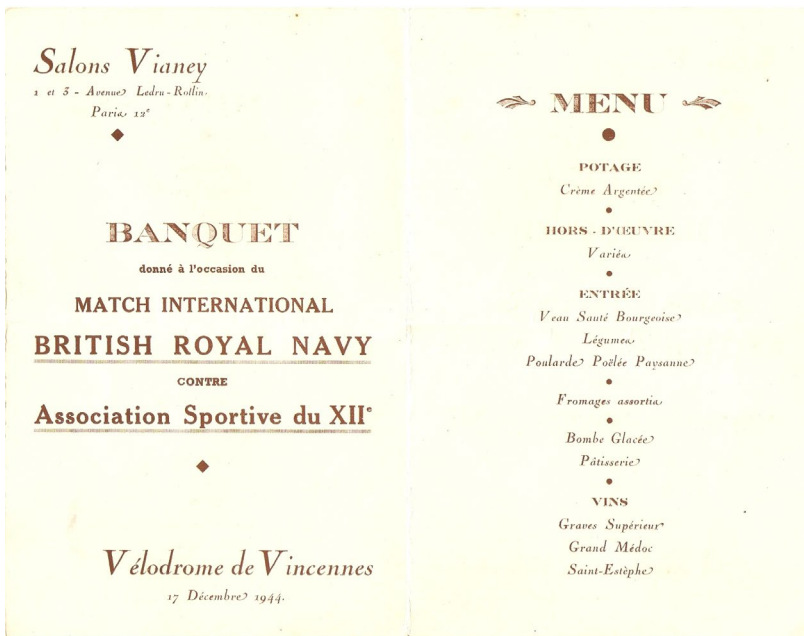 Salons Vianey
1 et 3 - Avenue Ledru-Rollin
Paris 12e
BANQUET
donné à l'occasion du
MATCH INTERNATIONAL
BRITISH ROYAL NAVY
CONTRE
Association Sportive du XIIe
Vélodrome de Vincennes
17 Décembre 1944.
MENU
POTAGE
Crème Argentée
HORS - D'ŒUVRE
Variés
ENTRÉE
Veau Sauté Bourgeoise
Légumes
Poularde Poëlée Paysanne
Fromages assortis
Bombe Glacée
Pâtisserie
VINS
Graves Supérieur
Grand Médoc
Saint-Estèphe